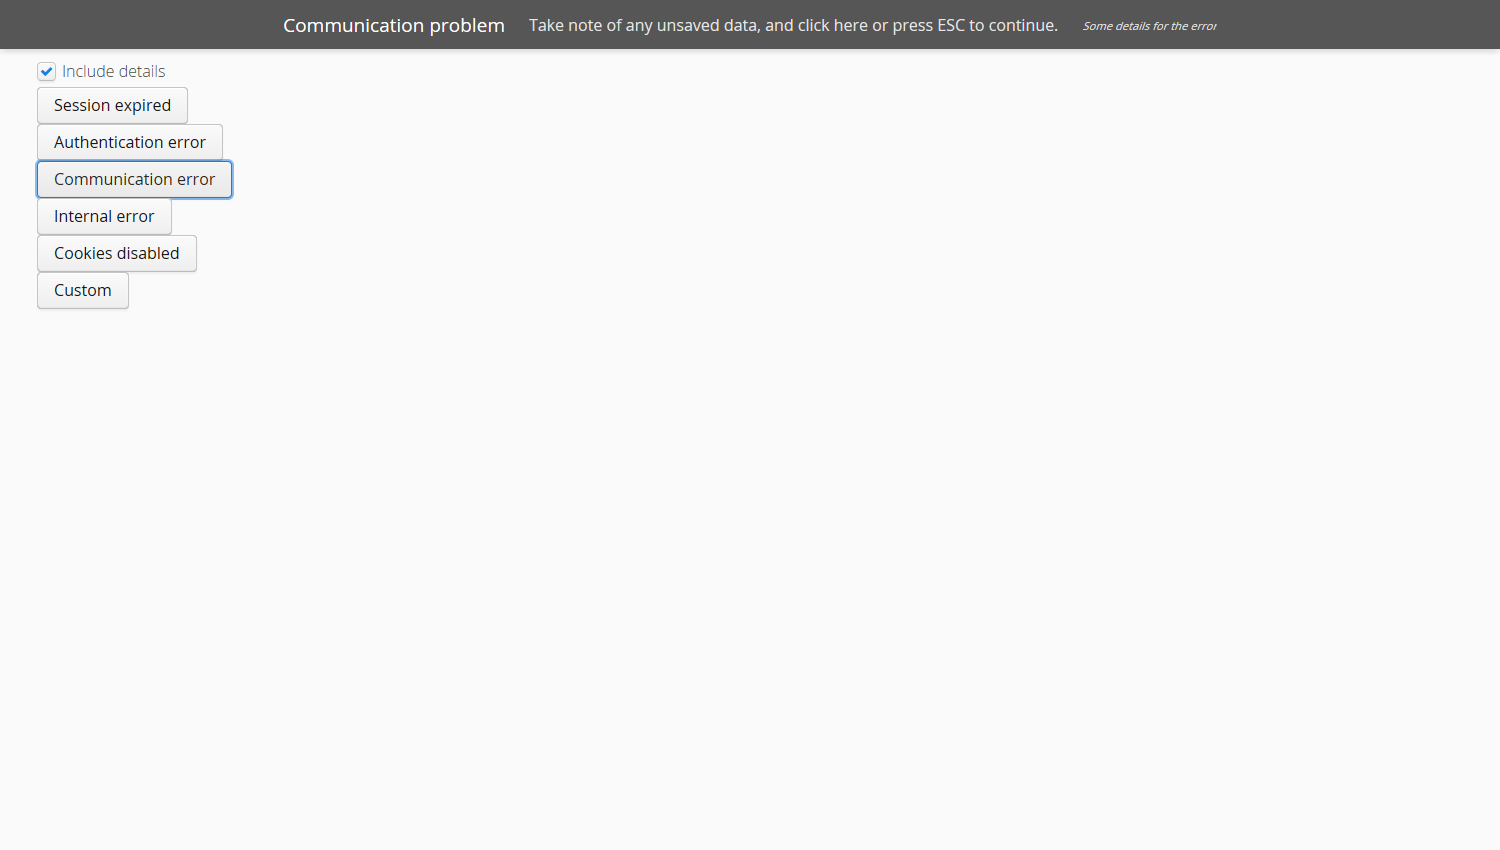 Communication problem Take note of any unsaved data, and click here or press ESC to continue. Some details for the error
Include details
Session expired
Authentication error
Communication error
Internal error
Cookies disabled
Custom